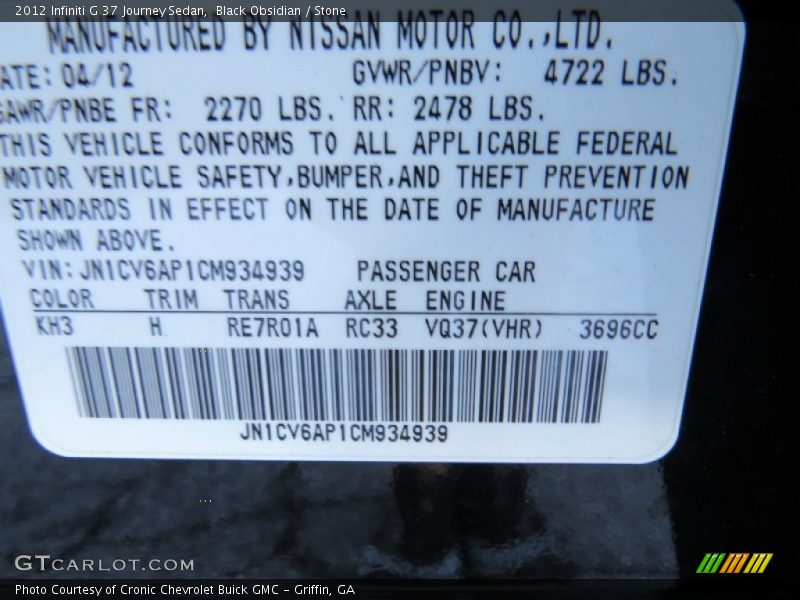 2012 Infiniti G 37 Journey Sedan,  Black Obsidian / Stone
MANUFACTURED BY NISSAN MOTOR CO.,LTD.
ATE: 04/12 GVWR/PNBV: 4722 LBS.
GAWR/PNBE FR: 2270 LBS. RR: 2478 LBS.
THIS VEHICLE CONFORMS TO ALL APPLICABLE FEDERAL
MOTOR VEHICLE SAFETY,BUMPER,AND THEFT PREVENTION
STANDARDS IN EFFECT ON THE DATE OF MANUFACTURE
SHOWN ABOVE.
VIN: JN1CV6AP1CM934939 PASSENGER CAR
COLOR TRIM TRANS AXLE ENGINE
KH3 H RE7R01A RC33 VQ37(VHR) 3696CC
JN1CV6AP1CM934939
GTCARLOT.COM
Photo Courtesy of Cronic Chevrolet Buick GMC - Griffin, GA